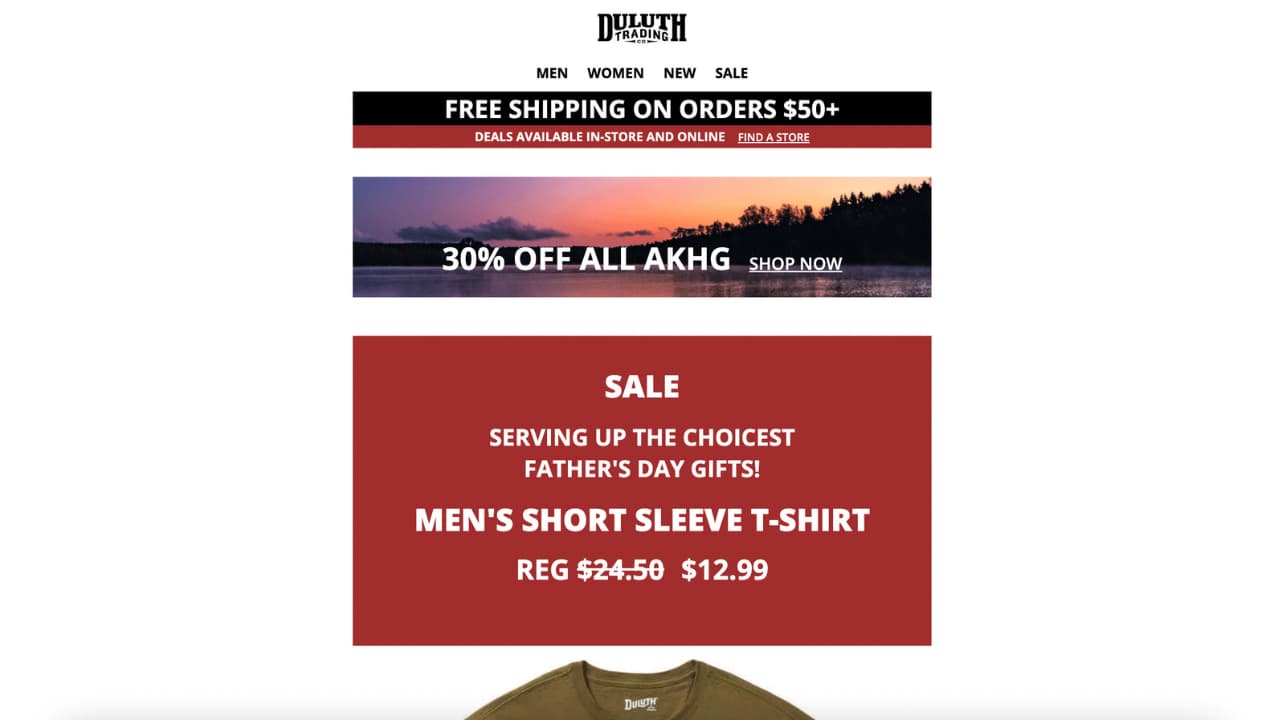 DULUTH
TRADING
CO
MEN WOMEN NEW SALE
FREE SHIPPING ON ORDERS $50+
DEALS AVAILABLE IN-STORE AND ONLINE FIND A STORE
30% OFF ALL AKHG SHOP NOW
SALE
SERVING UP THE CHOICEST
FATHER'S DAY GIFTS!
MEN'S SHORT SLEEVE T-SHIRT
REG $24.50 $12.99
DULUTH